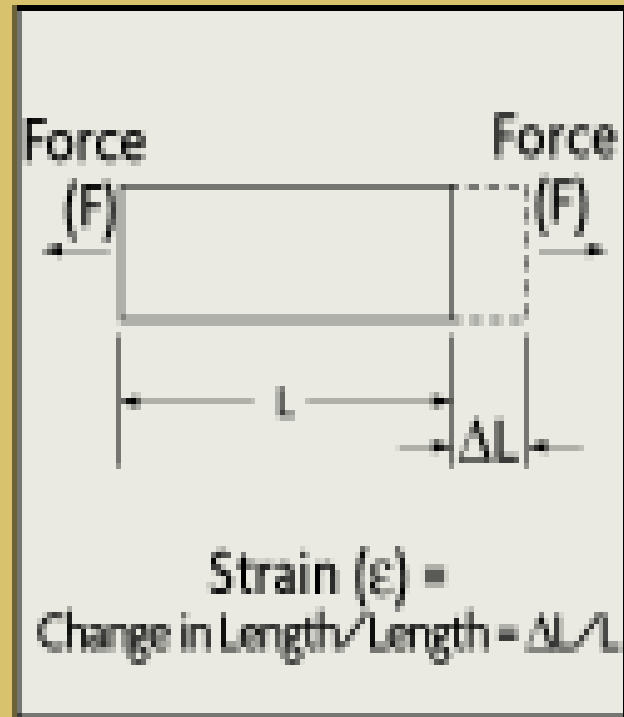 Force Force
(F) (F)
L
ΔL
Strain (ε) =
Change in Length/Length = ΔL/L